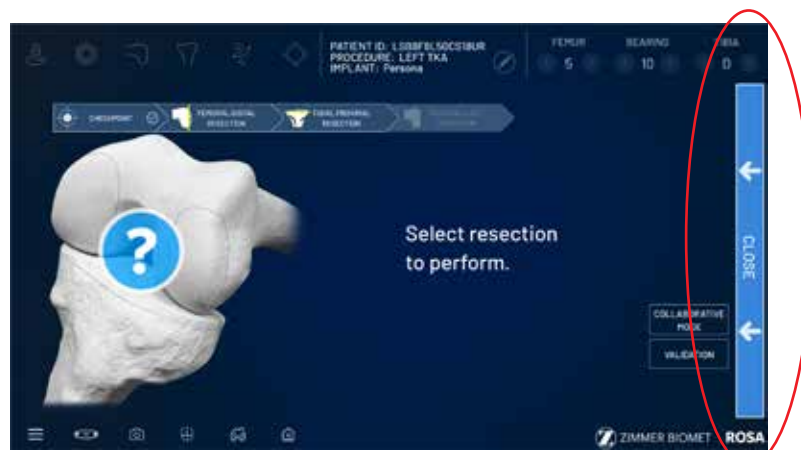 PATIENT ID: LSB8F8L50CS18UR
PROCEDURE: LEFT TKA
IMPLANT: Persona
FEMUR
BEARING
TIBIA
5
10
0
CHECKPOINT
FEMORAL DISTAL
RESECTION
TIBIAL PROXIMAL
RESECTION
?
Select resection
to perform.
CLOSE
COLLABORATIVE
MODE
VALIDATION
ZIMMER BIOMET
ROSA